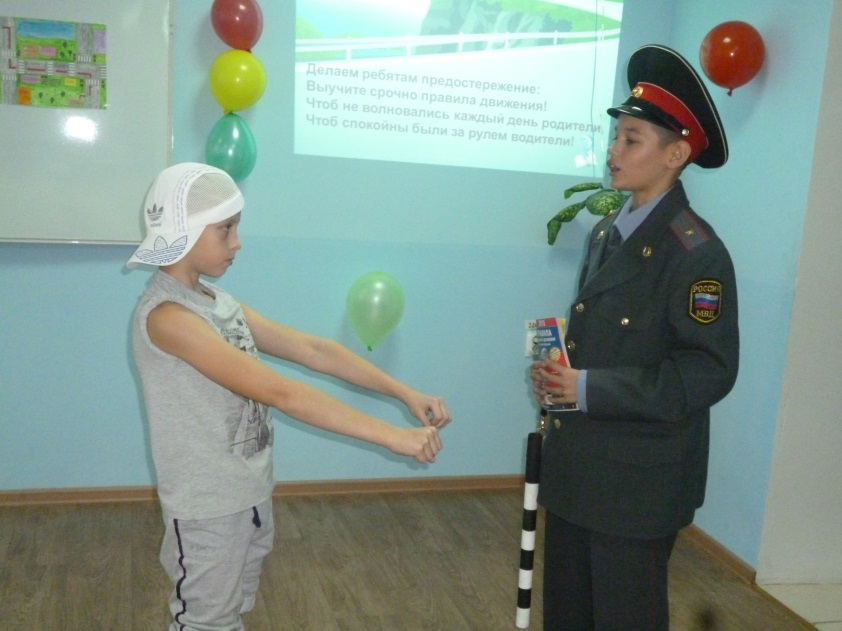 Делаем ребятам предостережение:
Выучите срочно правила движения!
Чтоб не волновались каждый день родители,
Чтоб спокойны были за рулем водители!
РОССИЯ
МВД